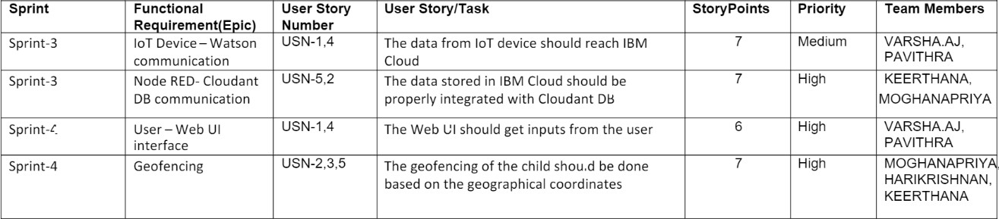 Sprint Functional Requirement(Epic) User Story Number User Story/Task StoryPoints Priority Team Members
Sprint-3 IoT Device – Watson communication USN-1,4 The data from IoT device should reach IBM Cloud 7 Medium VARSHA.AJ, PAVITHRA
Sprint-3 Node RED- Cloudant DB communication USN-5,2 The data stored in IBM Cloud should be properly integrated with Cloudant DB 7 High KEERTHANA, MOGHANAPRIYA
Sprint-4 User – Web UI interface USN-1,4 The Web UI should get inputs from the user 6 High VARSHA.AJ, PAVITHRA
Sprint-4 Geofencing USN-2,3,5 The geofencing of the child shou.d be done based on the geographical coordinates 7 High MOGHANAPRIYA, HARIKRISHNAN, KEERTHANA